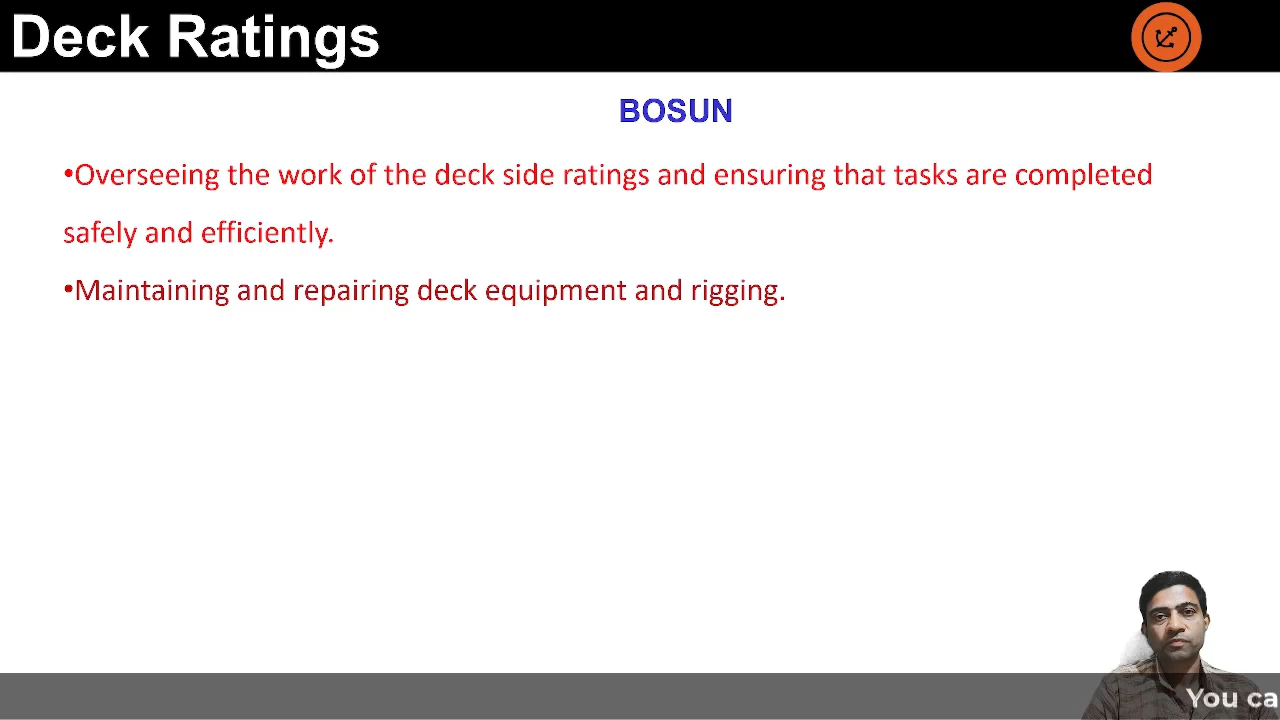 Deck Ratings
BOSUN
•Overseeing the work of the deck side ratings and ensuring that tasks are completed
safely and efficiently.
•Maintaining and repairing deck equipment and rigging.
You ca